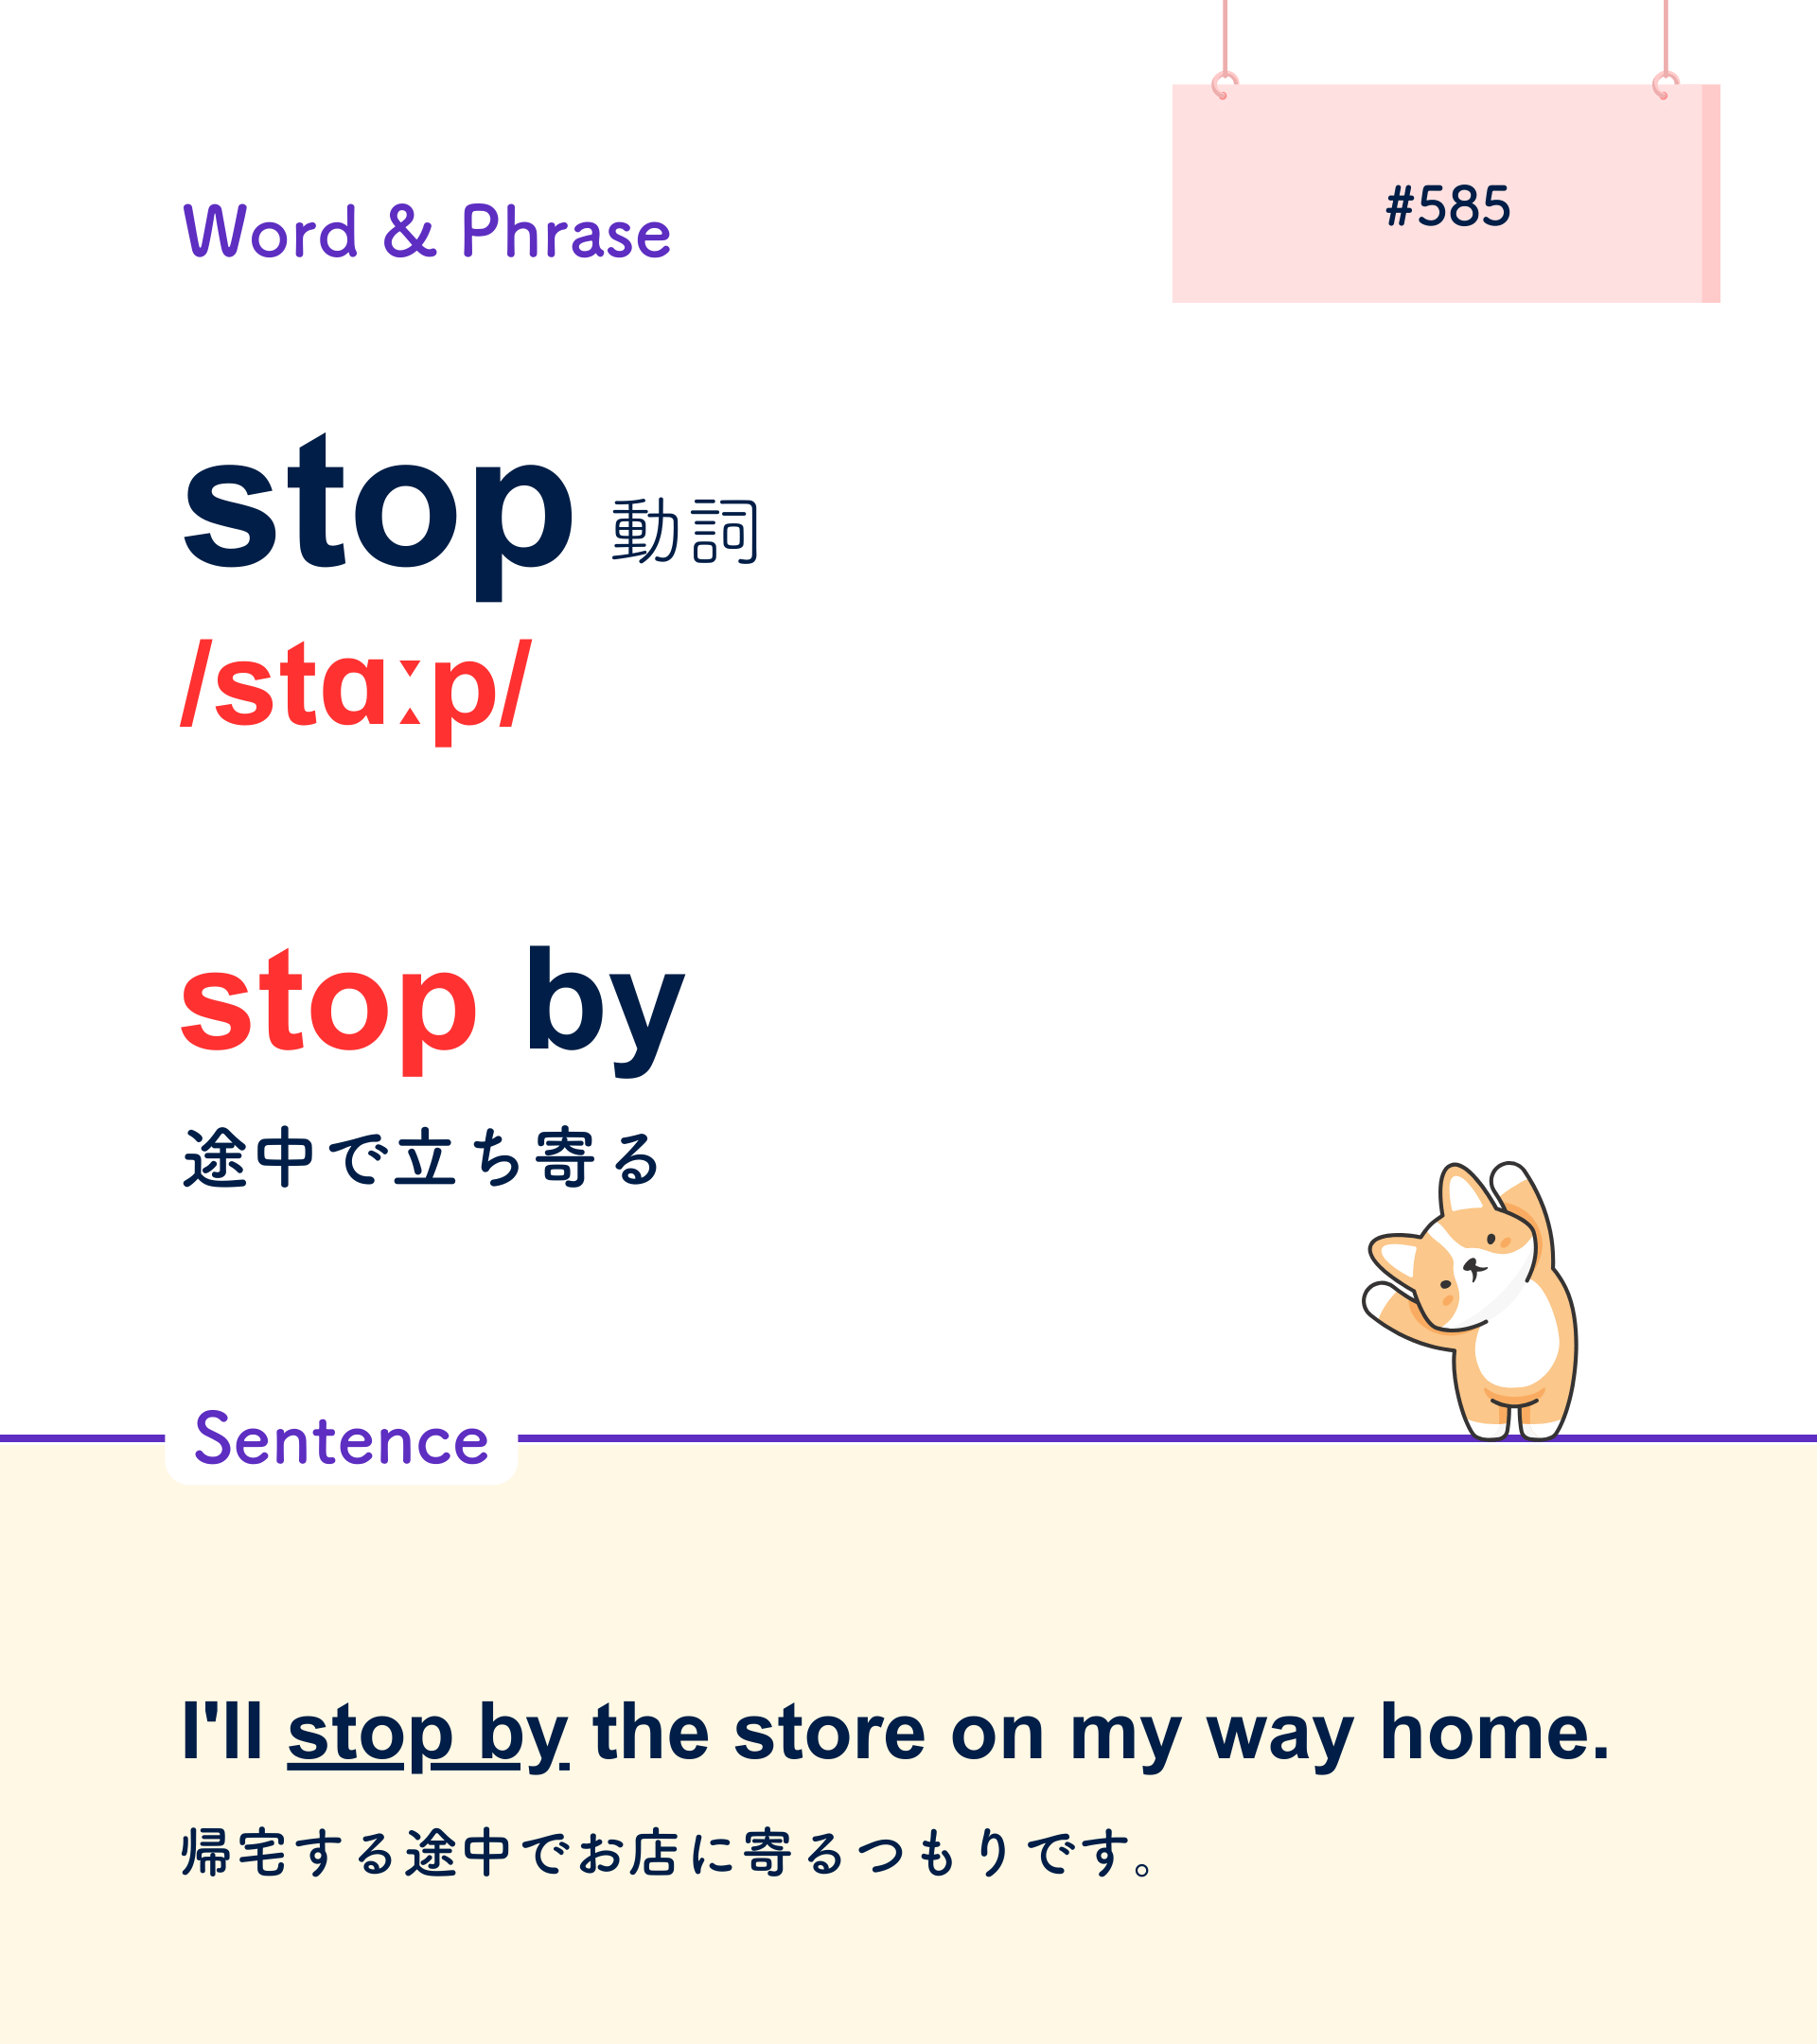 Word & Phrase
#585
stop 動詞
/stɑːp/
stop by
途中で立ち寄る
Sentence
I'll stop by the store on my way home.
帰宅する途中でお店に寄るつもりです。